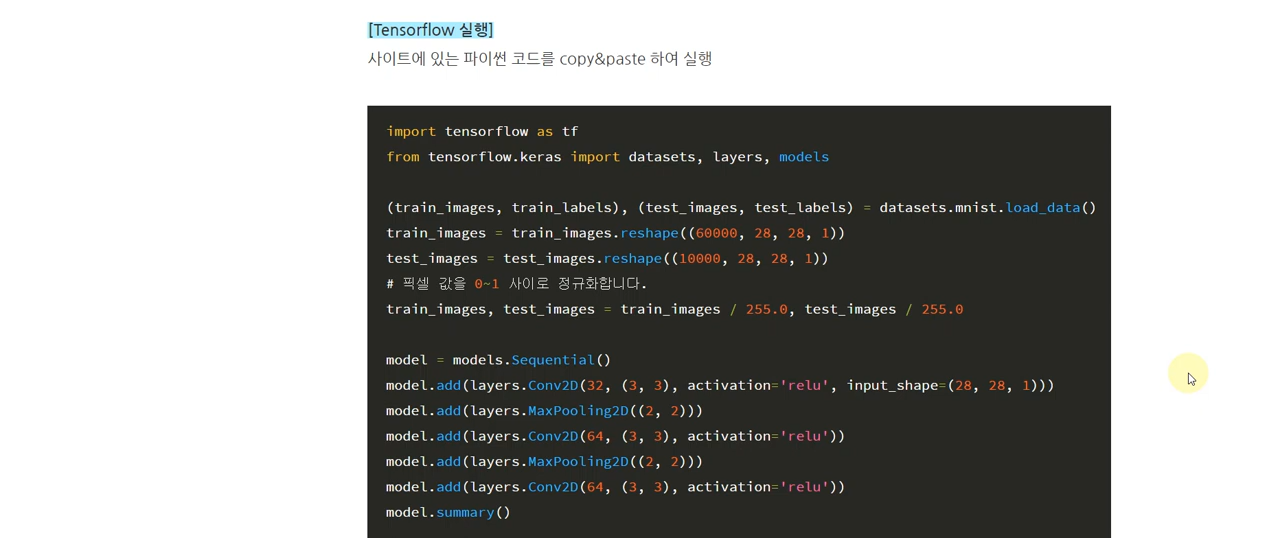 [Tensorflow 실행]
사이트에 있는 파이썬 코드를 copy&paste 하여 실행
import tensorflow as tf
from tensorflow.keras import datasets, layers, models
(train_images, train_labels), (test_images, test_labels) = datasets.mnist.load_data()
train_images = train_images.reshape((60000, 28, 28, 1))
test_images = test_images.reshape((10000, 28, 28, 1))
# 픽셀 값을 0~1 사이로 정규화합니다.
train_images, test_images = train_images / 255.0, test_images / 255.0
model = models.Sequential()
model.add(layers.Conv2D(32, (3, 3), activation='relu', input_shape=(28, 28, 1)))
model.add(layers.MaxPooling2D((2, 2)))
model.add(layers.Conv2D(64, (3, 3), activation='relu'))
model.add(layers.MaxPooling2D((2, 2)))
model.add(layers.Conv2D(64, (3, 3), activation='relu'))
model.summary()